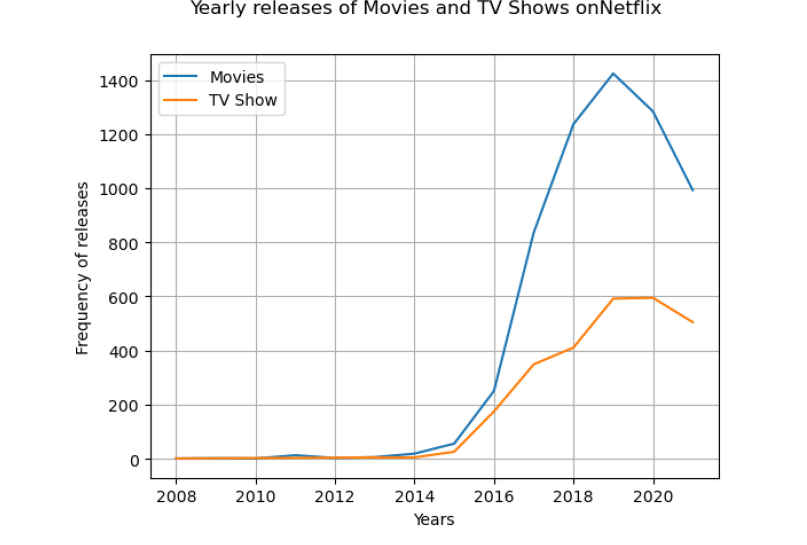 Yearly releases of Movies and TV Shows onNetflix
Movies
TV Show
1400
1200
1000
800
600
400
200
0
Frequency of releases
2008 2010 2012 2014 2016 2018 2020
Years